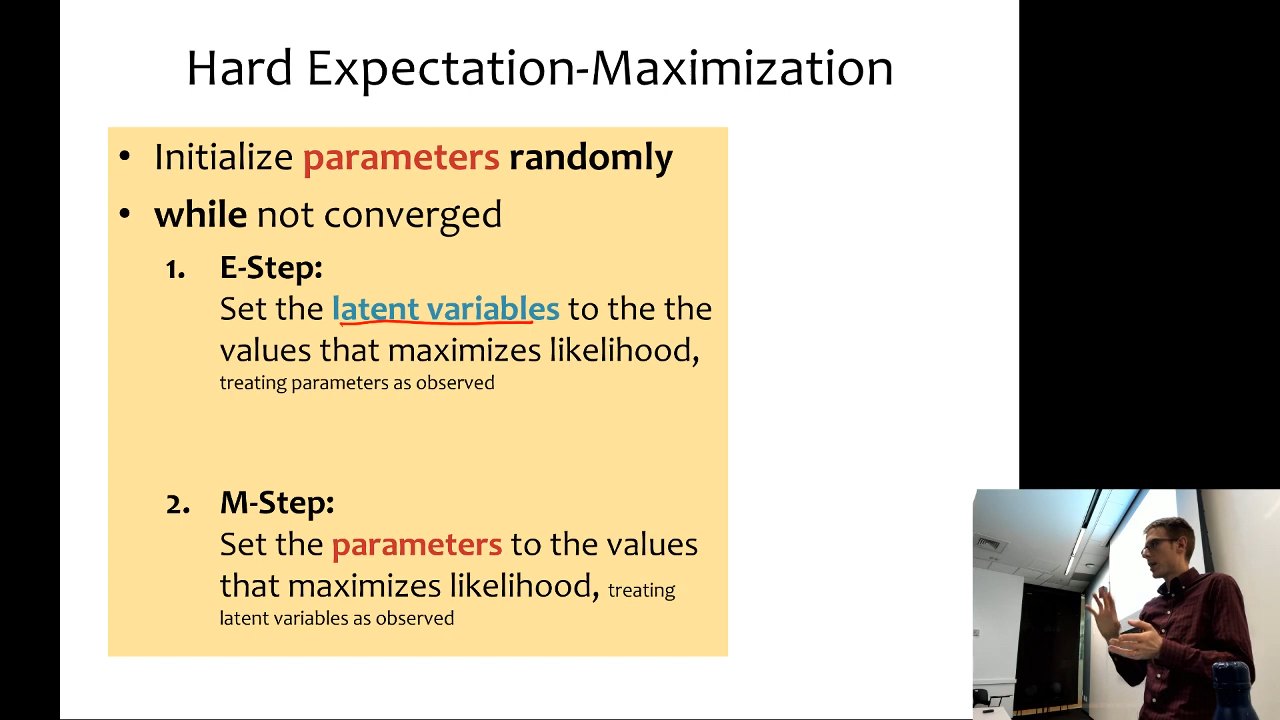 Hard Expectation-Maximization
• Initialize parameters randomly
• while not converged
1. E-Step:
Set the latent variables to the the
values that maximizes likelihood,
treating parameters as observed
2. M-Step:
Set the parameters to the values
that maximizes likelihood, treating
latent variables as observed